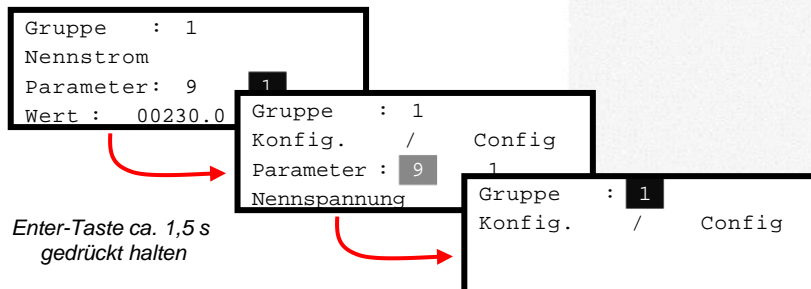 Gruppe : 1
Nennstrom
Parameter: 9 1
Wert : 00230.0
Gruppe : 1
Konfig. / Config
Parameter : 9 1
Nennspannung
Gruppe : 1
Konfig. / Config
Enter-Taste ca. 1,5 s
gedrückt halten